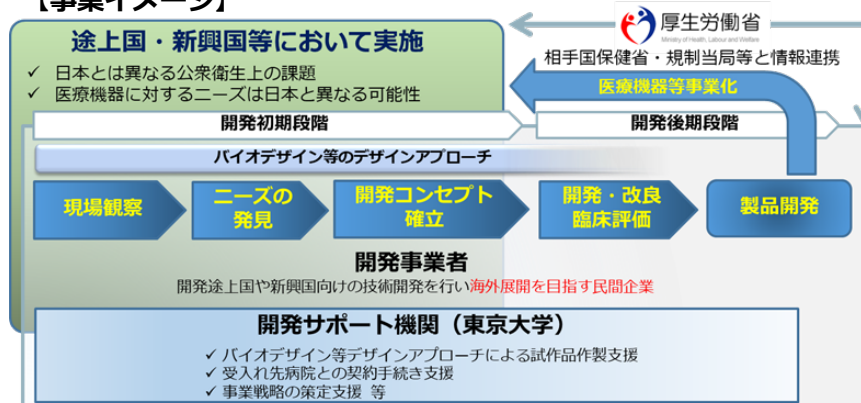 【事業イメージ】
途上国・新興国等において実施
✓ 日本とは異なる公衆衛生上の課題
✓ 医療機器に対するニーズは日本と異なる可能性
厚生労働省
Ministry of Health, Labour and Welfare
相手国保健省・規制当局等と情報連携
医療機器等事業化
開発初期段階
開発後期段階
バイオデザイン等のデザインアプローチ
現場観察
ニーズの
発見
開発コンセプト
確立
開発・改良
臨床評価
製品開発
開発事業者
開発途上国や新興国向けの技術開発を行い海外展開を目指す民間企業
開発サポート機関（東京大学）
✓ バイオデザイン等デザインアプローチによる試作品作製支援
✓ 受入れ先病院との契約手続き支援
✓ 事業戦略の策定支援 等